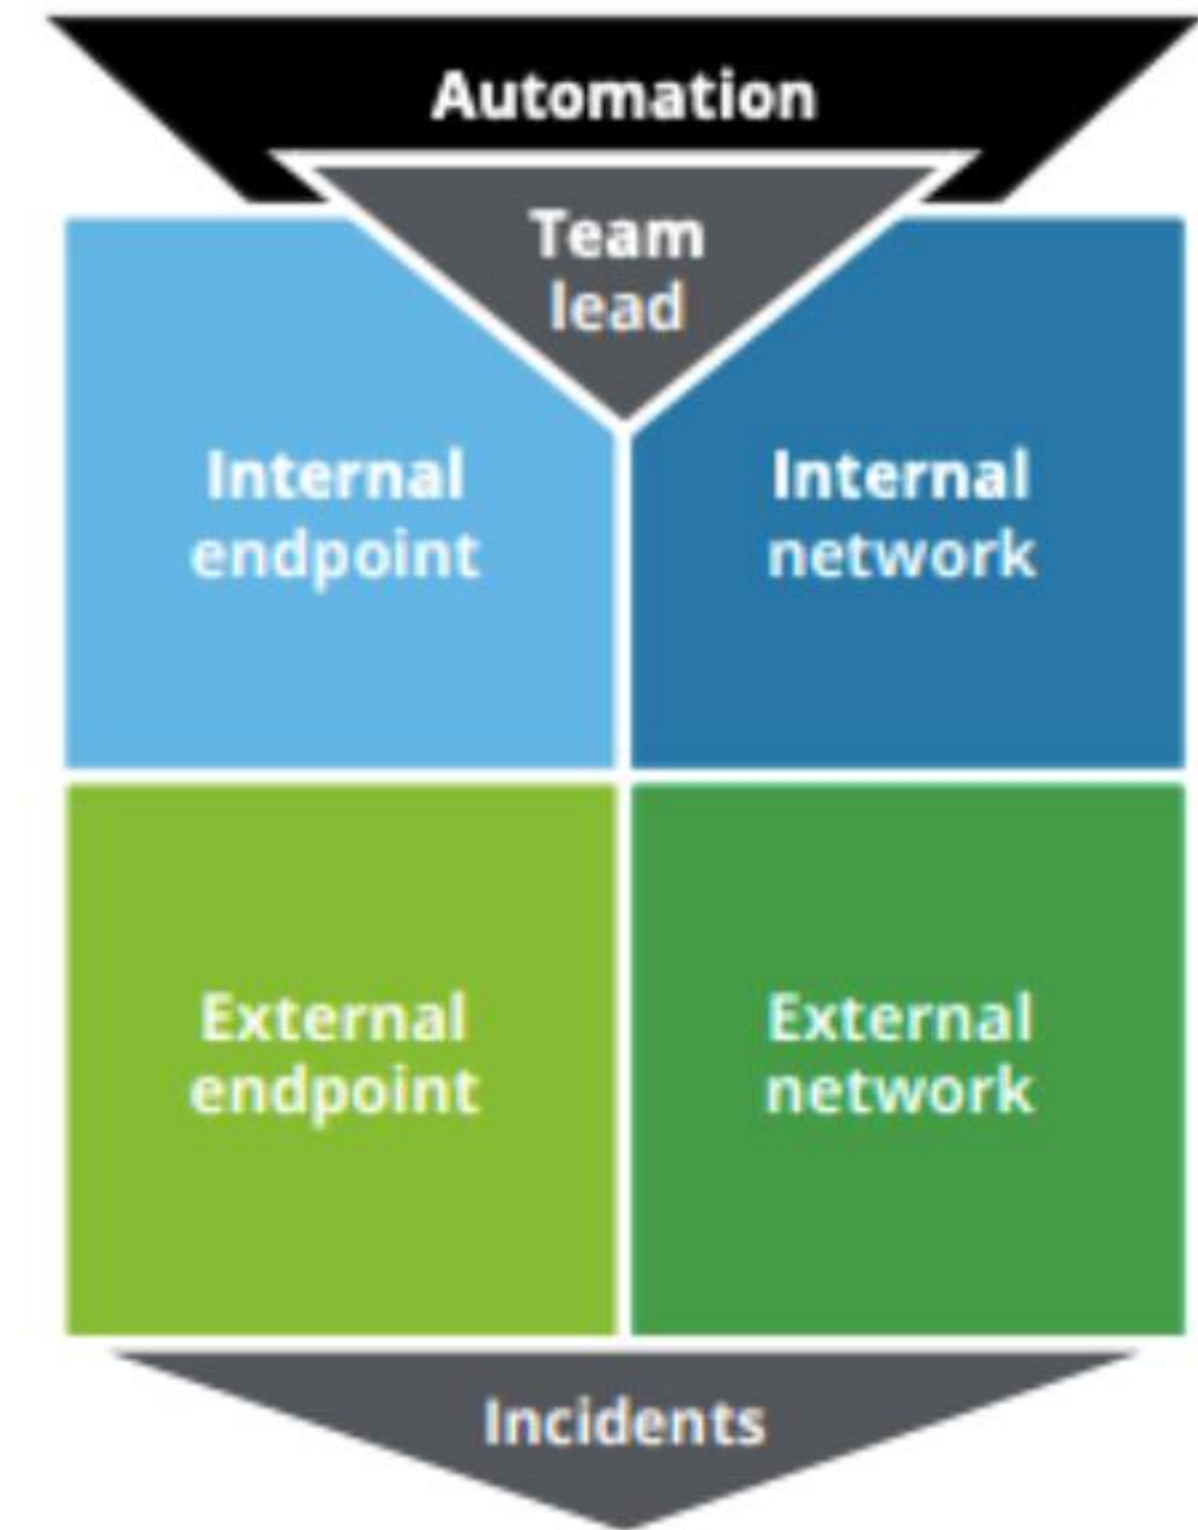 Automation
Team
lead
Internal
endpoint
Internal
network
External
endpoint
External
network
Incidents